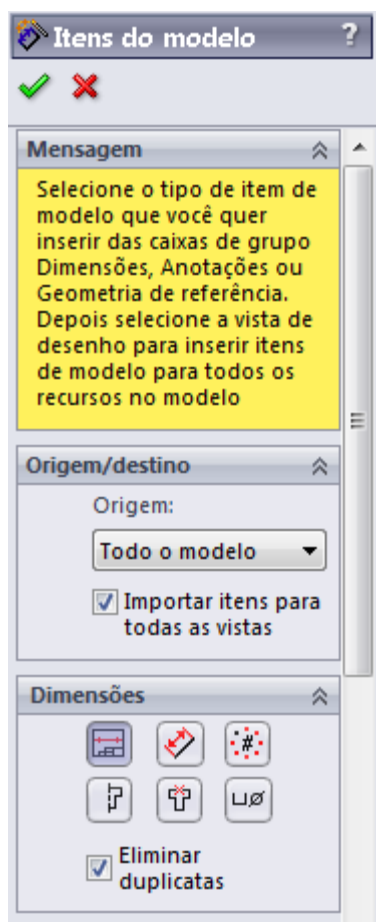 Itens do modelo ?
Mensagem
Selecione o tipo de item de
modelo que você quer
inserir das caixas de grupo
Dimensões, Anotações ou
Geometria de referência.
Depois selecione a vista de
desenho para inserir itens
de modelo para todos os
recursos no modelo
Origem/destino
Origem:
Todo o modelo
Importar itens para
todas as vistas
Dimensões
#
⌴⌀
Eliminar
duplicatas